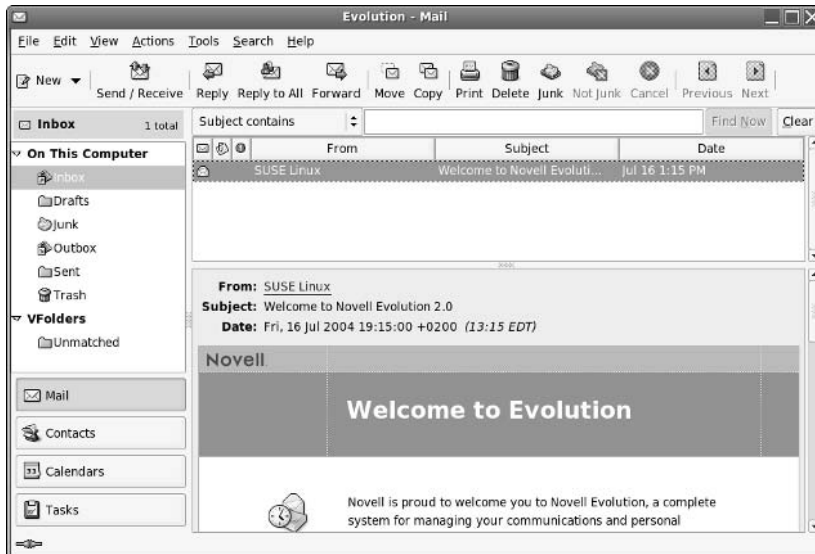 Evolution - Mail
File Edit View Actions Tools Search Help
New Send / Receive Reply Reply to All Forward Move Copy Print Delete Junk Not Junk Cancel Previous Next
Inbox 1 total
Subject contains Find Now Clear
On This Computer
Inbox
Drafts
Junk
Outbox
Sent
Trash
VFolders
Unmatched
Mail
Contacts
Calendars
Tasks
From Subject Date
SUSE Linux Welcome to Novell Evoluti... Jul 16 1:15 PM
From: SUSE Linux
Subject: Welcome to Novell Evolution 2.0
Date: Fri, 16 Jul 2004 19:15:00 +0200 (13:15 EDT)
Novell
Welcome to Evolution
Novell is proud to welcome you to Novell Evolution, a complete
system for managing your communications and personal